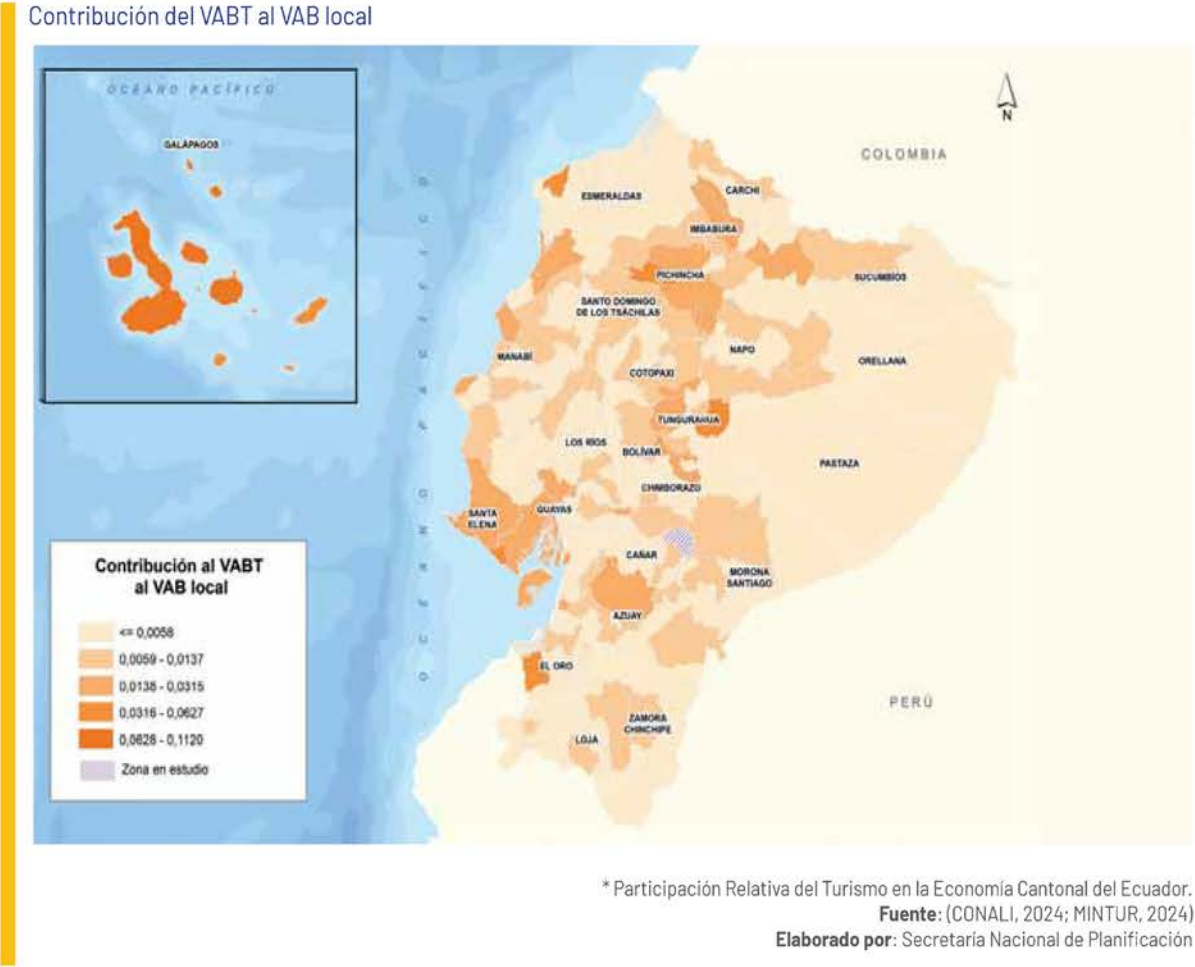 Contribución del VABT al VAB local
OCÉANO PACÍFICO
GALÁPAGOS
N
COLOMBIA
ESMERALDAS
CARCHI
IMBABURA
PICHINCHA
SUCUMBÍOS
SANTO DOMINGO
DE LOS TSÁCHILAS
MANABÍ
NAPO
ORELLANA
COTOPAXI
TUNGURAHUA
LOS RÍOS
BOLÍVAR
PASTAZA
CHIMBORAZO
SANTA
ELENA
GUAYAS
CAÑAR
MORONA
SANTIAGO
AZUAY
EL ORO
PERÚ
ZAMORA
CHINCHIPE
LOJA
Contribución al VABT
al VAB local
<= 0,0058
0,0059 - 0,0137
0,0138 - 0,0315
0,0316 - 0,0627
0,0628 - 0,1120
Zona en estudio
* Participación Relativa del Turismo en la Economía Cantonal del Ecuador.
Fuente: (CONALI, 2024; MINTUR, 2024)
Elaborado por: Secretaría Nacional de Planificación